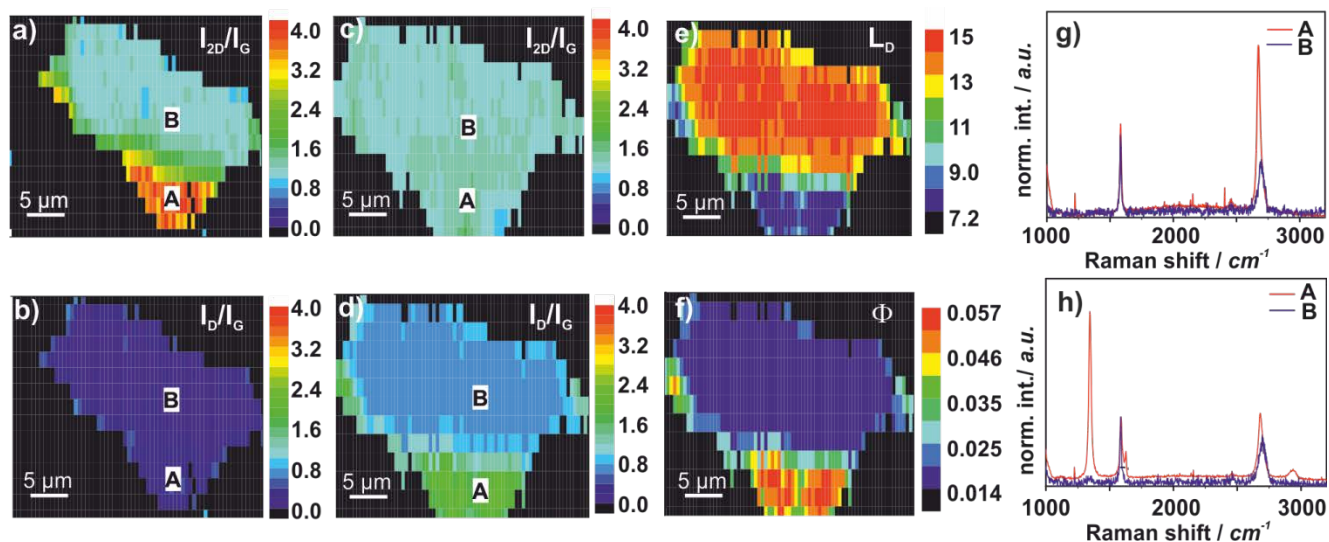 a)
I2D/IG
4.0
3.2
2.4
1.6
0.8
0.0
B
A
5 µm
c)
I2D/IG
4.0
3.2
2.4
1.6
0.8
0.0
B
A
5 µm
e)
LD
15
13
11
9.0
7.2
5 µm
g)
A
B
norm. int. / a.u.
1000
2000
3000
Raman shift / cm-1
b)
ID/IG
4.0
3.2
2.4
1.6
0.8
0.0
B
A
5 µm
d)
ID/IG
4.0
3.2
2.4
1.6
0.8
0.0
B
A
5 µm
f)
Φ
0.057
0.046
0.035
0.025
0.014
5 µm
h)
A
B
norm. int./ a.u.
1000
2000
3000
Raman shift / cm-1